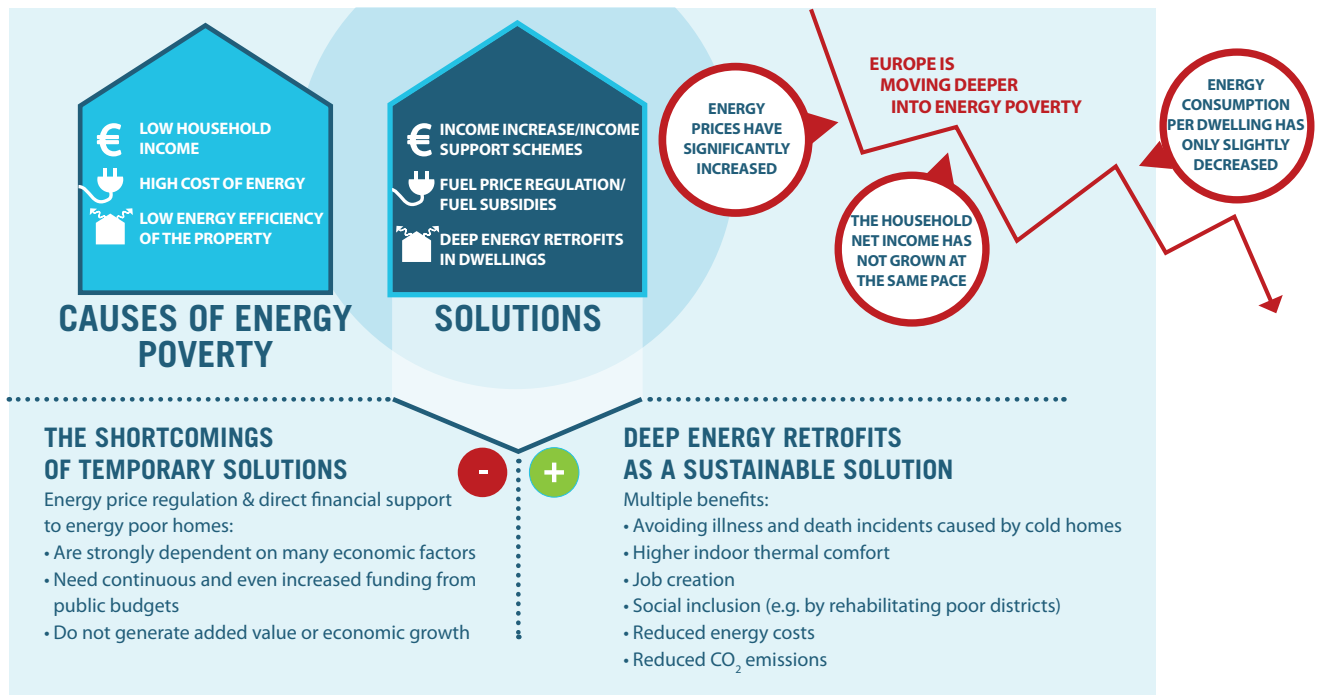 LOW HOUSEHOLD
INCOME
HIGH COST OF ENERGY
LOW ENERGY EFFICIENCY
OF THE PROPERTY
CAUSES OF ENERGY
POVERTY
INCOME INCREASE/INCOME
SUPPORT SCHEMES
FUEL PRICE REGULATION/
FUEL SUBSIDIES
DEEP ENERGY RETROFITS
IN DWELLINGS
SOLUTIONS
ENERGY
PRICES HAVE
SIGNIFICANTLY
INCREASED
EUROPE IS
MOVING DEEPER
INTO ENERGY POVERTY
THE HOUSEHOLD
NET INCOME HAS
NOT GROWN AT
THE SAME PACE
ENERGY
CONSUMPTION
PER DWELLING HAS
ONLY SLIGHTLY
DECREASED
THE SHORTCOMINGS
OF TEMPORARY SOLUTIONS
Energy price regulation & direct financial support
to energy poor homes:
• Are strongly dependent on many economic factors
• Need continuous and even increased funding from
public budgets
• Do not generate added value or economic growth
-
+
DEEP ENERGY RETROFITS
AS A SUSTAINABLE SOLUTION
Multiple benefits:
• Avoiding illness and death incidents caused by cold homes
• Higher indoor thermal comfort
• Job creation
• Social inclusion (e.g. by rehabilitating poor districts)
• Reduced energy costs
• Reduced CO₂ emissions